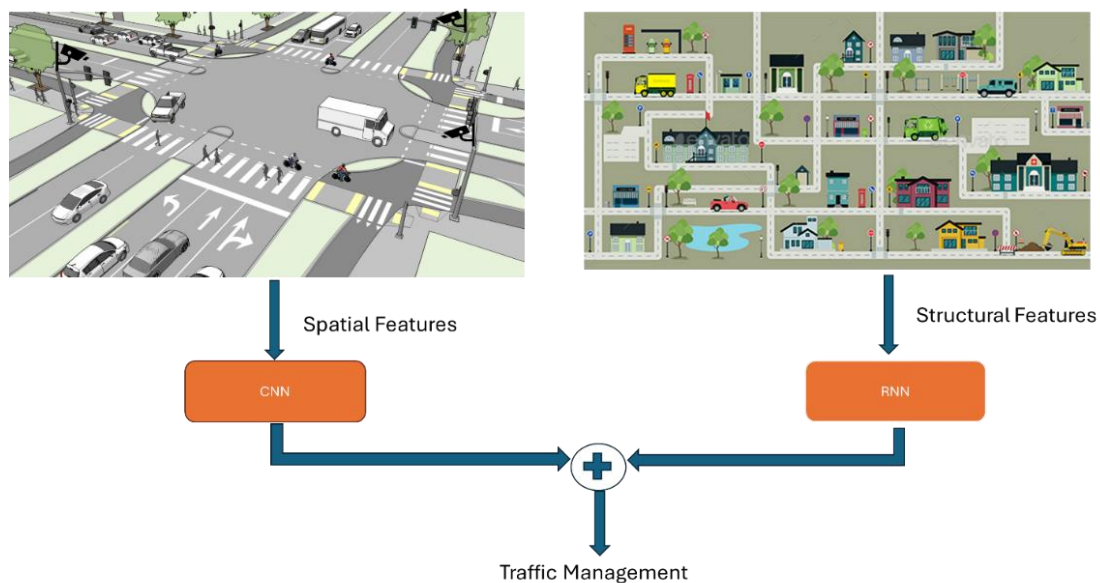 Spatial Features
Structural Features
CNN
RNN
Traffic Management